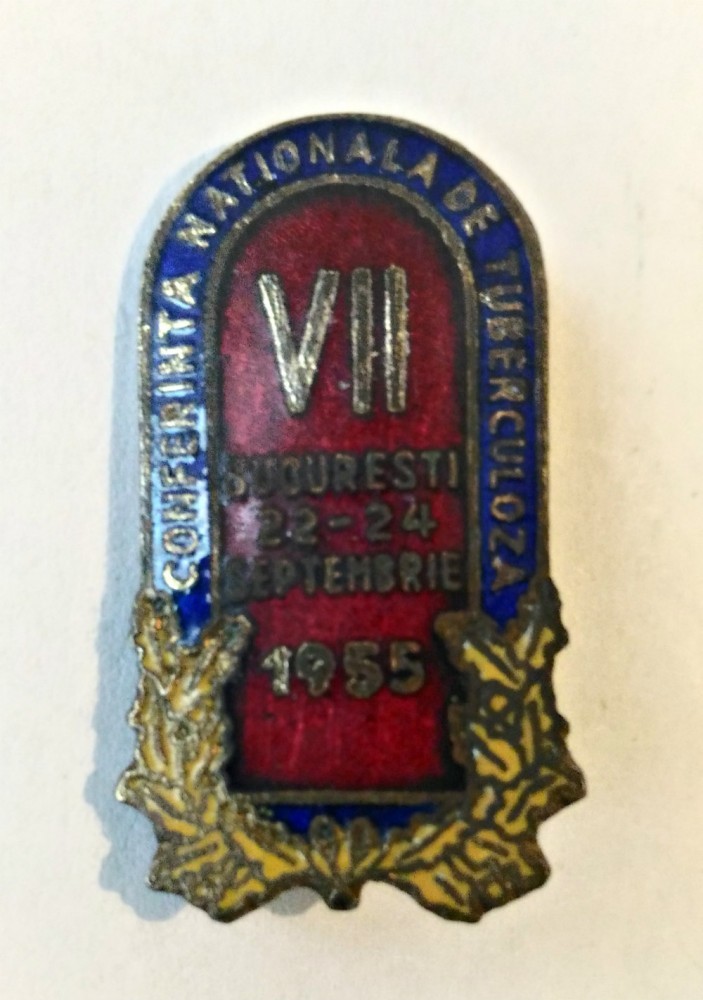 CONFERINTA NATIONALA DE TUBERCULOZA
VII
BUCURESTI
22-24
SEPTEMBRIE
1955